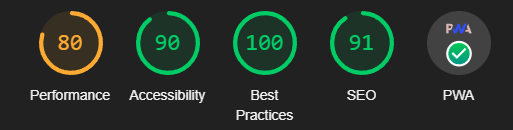 80
90
100
91
PWA
Performance
Accessibility
Best
Practices
SEO
PWA